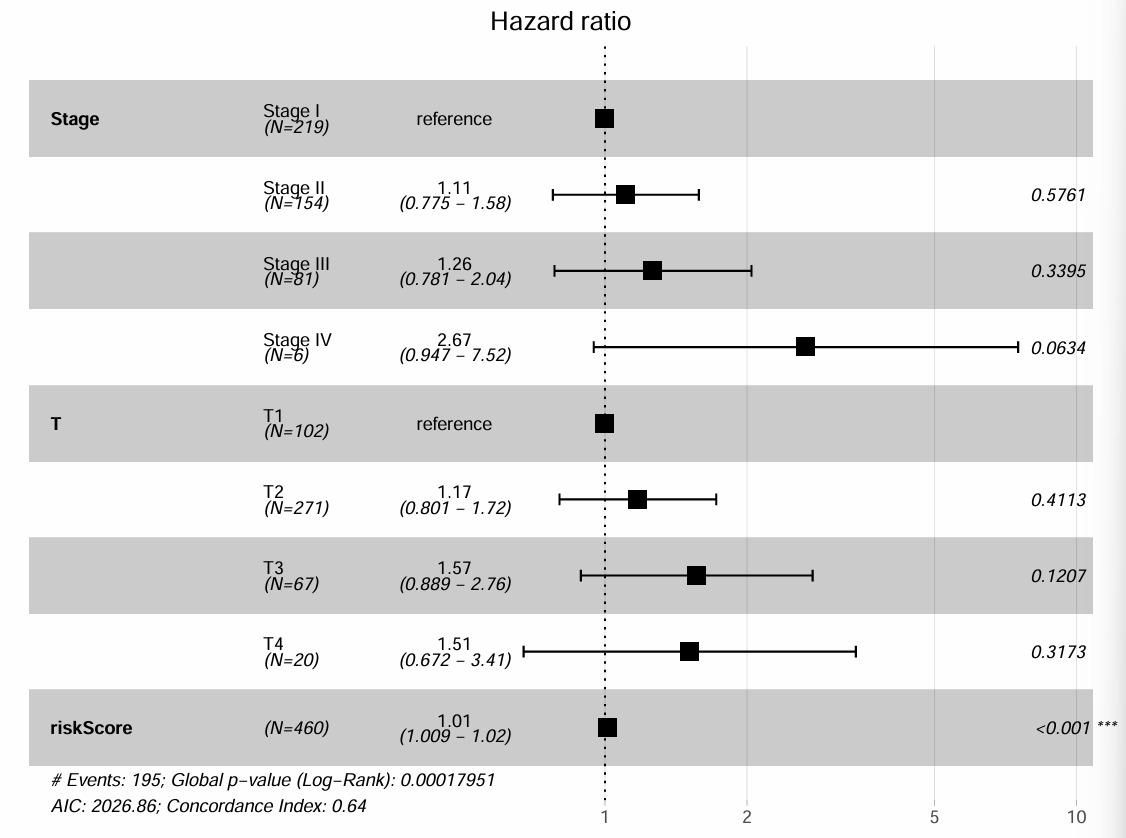 Hazard ratio
Stage
Stage I
(N=219)
reference
Stage II
(N=154)
1.11
(0.775 – 1.58)
0.5761
Stage III
(N=81)
1.26
(0.781 – 2.04)
0.3395
Stage IV
(N=6)
2.67
(0.947 – 7.52)
0.0634
T
T1
(N=102)
reference
T2
(N=271)
1.17
(0.801 – 1.72)
0.4113
T3
(N=67)
1.57
(0.889 – 2.76)
0.1207
T4
(N=20)
1.51
(0.672 – 3.41)
0.3173
riskScore
(N=460)
1.01
(1.009 – 1.02)
<0.001 ***
# Events: 195; Global p–value (Log–Rank): 0.00017951
AIC: 2026.86; Concordance Index: 0.64
1 2 5 10